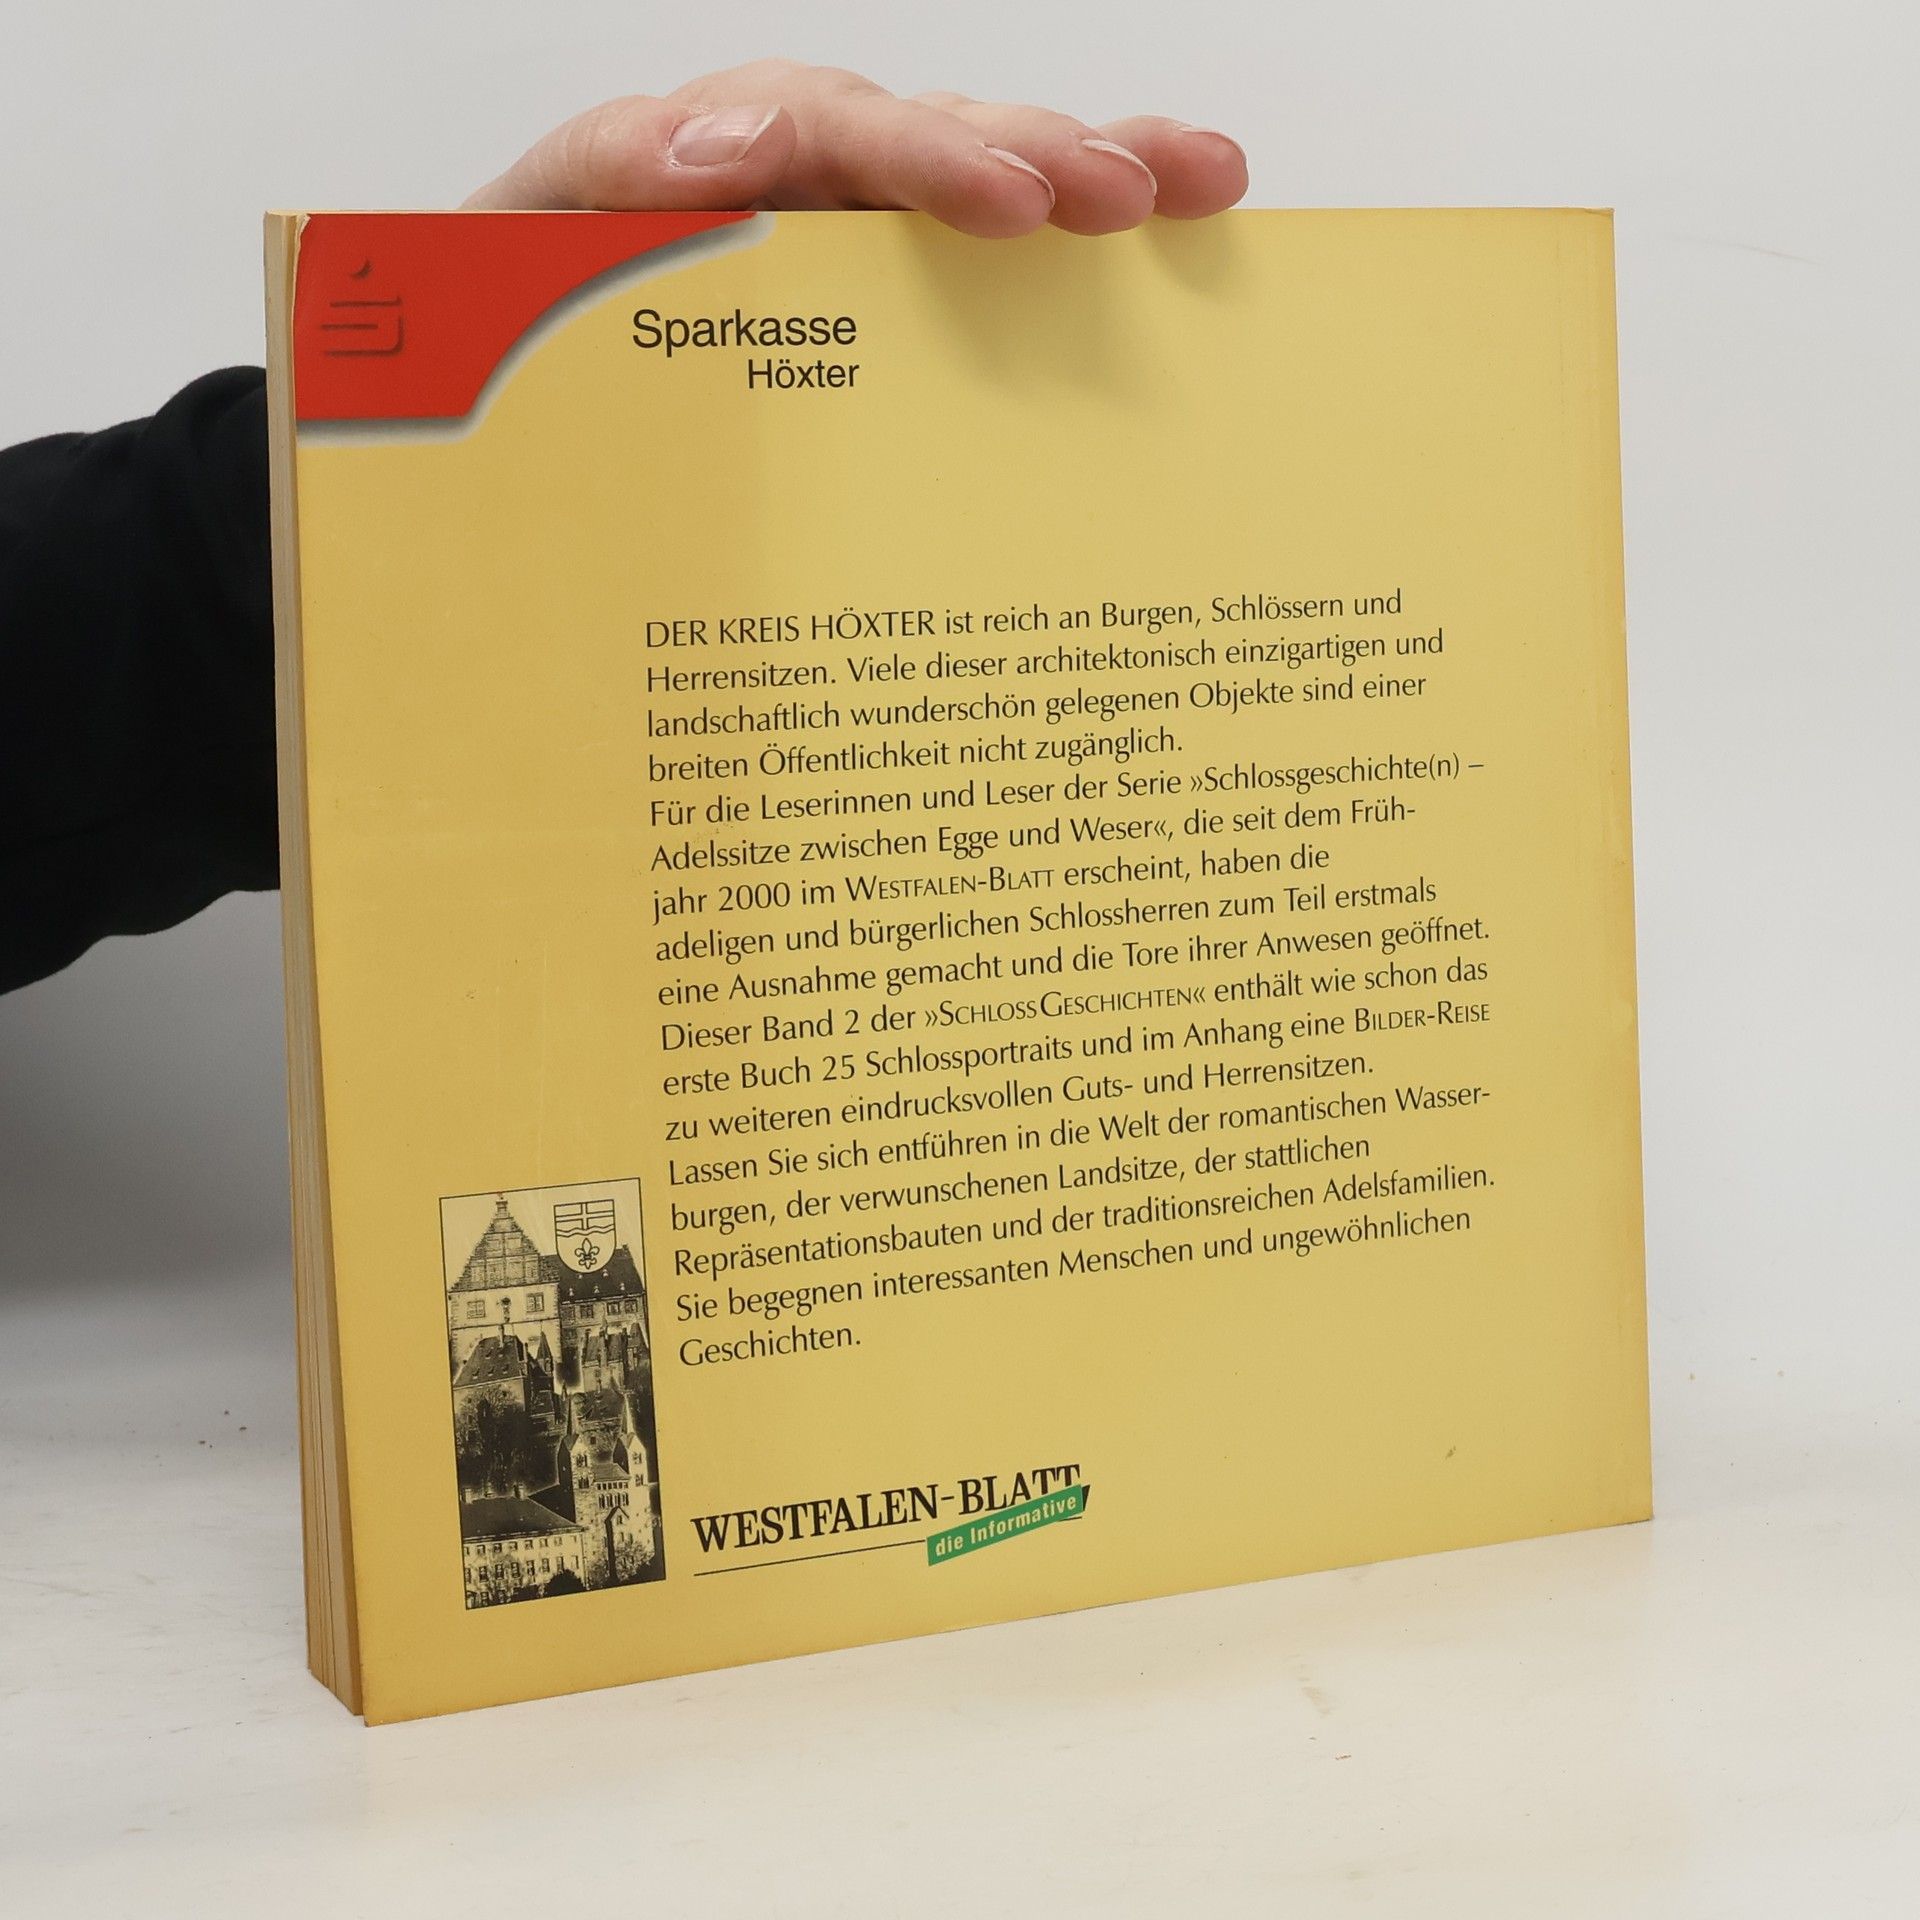 Sparkasse
Höxter
DER KREIS HÖXTER ist reich an Burgen, Schlössern und
Herrensitzen. Viele dieser architektonisch einzigartigen und
landschaftlich wunderschön gelegenen Objekte sind einer
breiten Öffentlichkeit nicht zugänglich.
Für die Leserinnen und Leser der Serie »Schlossgeschichte(n) –
Adelssitze zwischen Egge und Weser«, die seit dem Früh-
jahr 2000 im WESTFALEN-BLATT erscheint, haben die
adeligen und bürgerlichen Schlossherren zum Teil erstmals
eine Ausnahme gemacht und die Tore ihrer Anwesen geöffnet.
Dieser Band 2 der »SCHLOSSGESCHICHTEN« enthält wie schon das
erste Buch 25 Schlossportraits und im Anhang eine BILDER-REISE
zu weiteren eindrucksvollen Guts- und Herrensitzen.
Lassen Sie sich entführen in die Welt der romantischen Wasser-
burgen, der verwunschenen Landsitze, der stattlichen
Repräsentationsbauten und der traditionsreichen Adelsfamilien.
Sie begegnen interessanten Menschen und ungewöhnlichen
Geschichten.
WESTFALEN-BLATT
die Informative